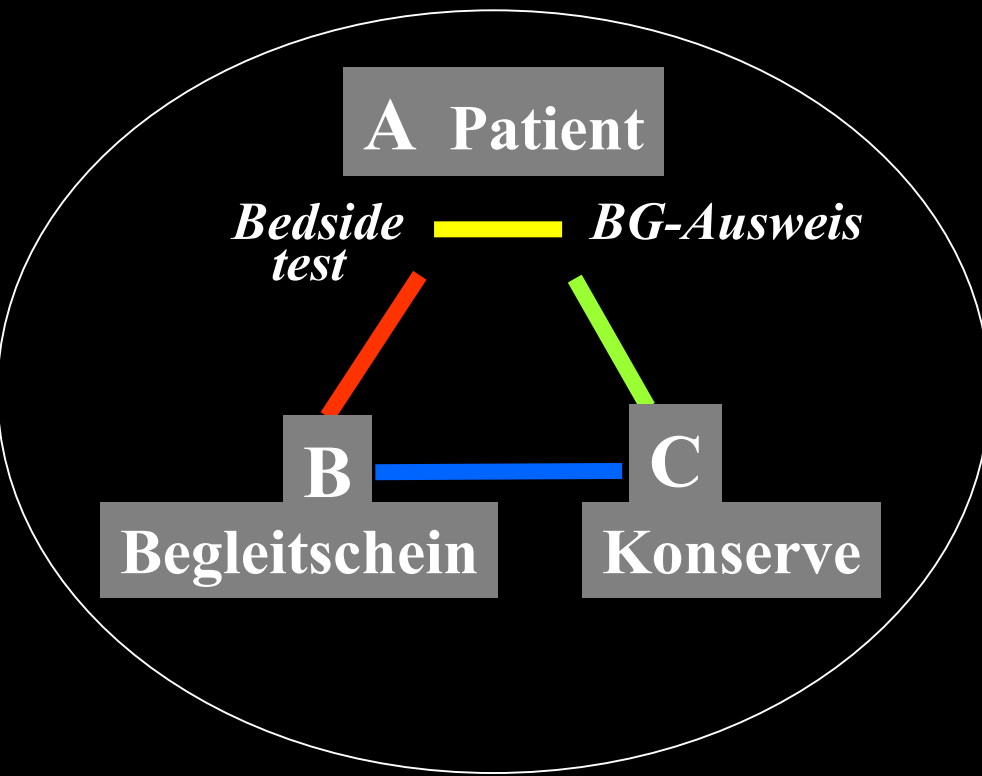 A Patient
Bedside
test
BG-Ausweis
B
Begleitschein
C
Konserve